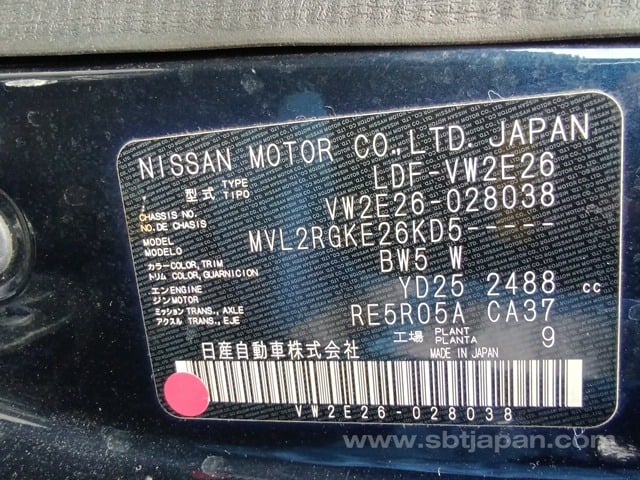 NISSAN MOTOR CO.,LTD. JAPAN
型式 TYPE TIPO LDF-VW2E26
CHASSIS NO. NO.DE CHASIS VW2E26-028038
MODEL MODELO MVL2RGKE26KD5-----
カラー COLOR,TRIM トリム COLOR,GUARNICION BW5 W
エンジン ENGINE MOTOR YD25 2488 cc
ミッション TRANS., AXLE アクスル TRANS., EJE RE5R05A CA37
工場 PLANT PLANTA 9
日産自動車株式会社 MADE IN JAPAN
VW2E26-028038
www.sbtjapan.com